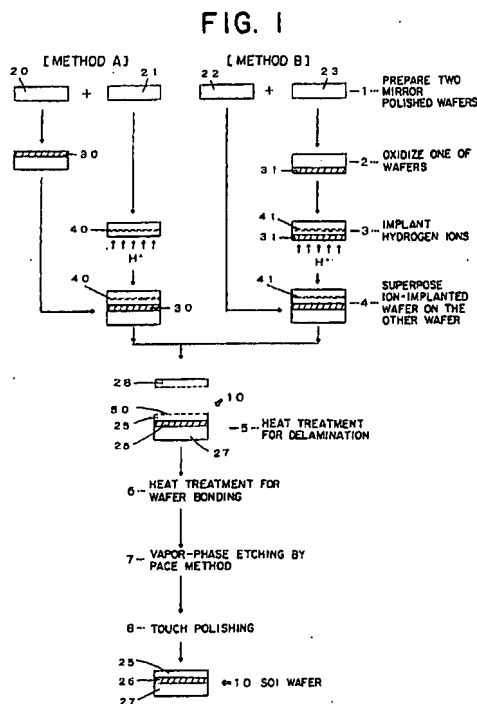 FIG. 1
[METHOD A] [METHOD B]
20 + 21 22 + 23
1 PREPARE TWO
MIRROR
POLISHED WAFERS
30
31
2 OXIDIZE ONE OF
WAFERS
40
H+
41
31
H+
3 IMPLANT
HYDROGEN IONS
40
30
41
4 SUPERPOSE
ION-IMPLANTED
WAFER ON THE
OTHER WAFER
28
50
10
25
5 HEAT TREATMENT
FOR DELAMINATION
27
6 HEAT TREATMENT FOR
WAFER BONDING
7 VAPOR-PHASE ETCHING BY
PACE METHOD
8 TOUCH POLISHING
25
26
27
10 SOI WAFER